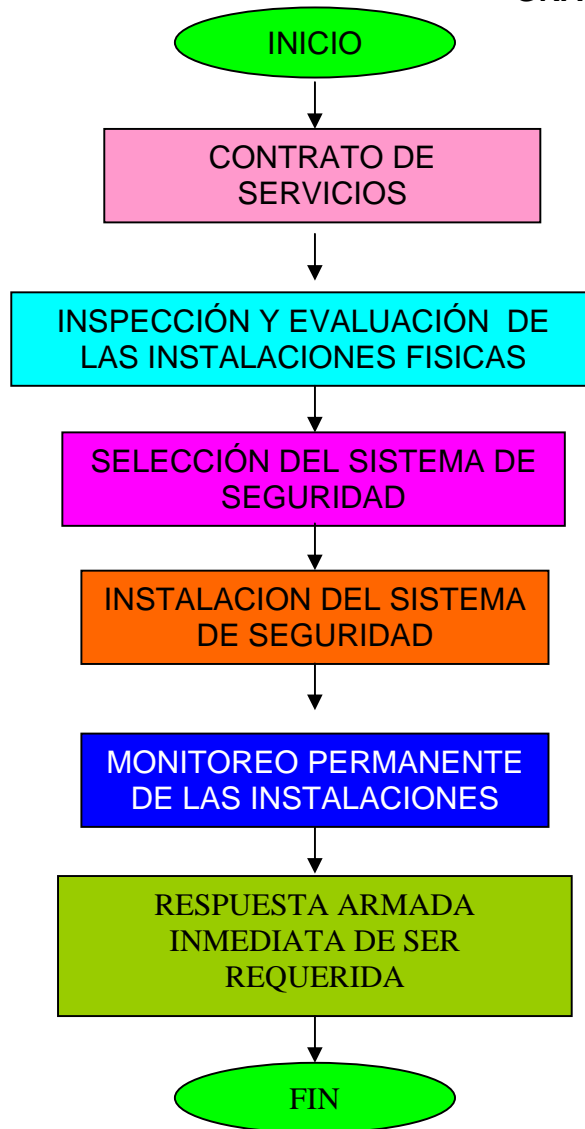 INICIO
CONTRATO DE
SERVICIOS
INSPECCIÓN Y EVALUACIÓN DE
LAS INSTALACIONES FISICAS
SELECCIÓN DEL SISTEMA DE
SEGURIDAD
INSTALACION DEL SISTEMA
DE SEGURIDAD
MONITOREO PERMANENTE
DE LAS INSTALACIONES
RESPUESTA ARMADA
INMEDIATA DE SER
REQUERIDA
FIN